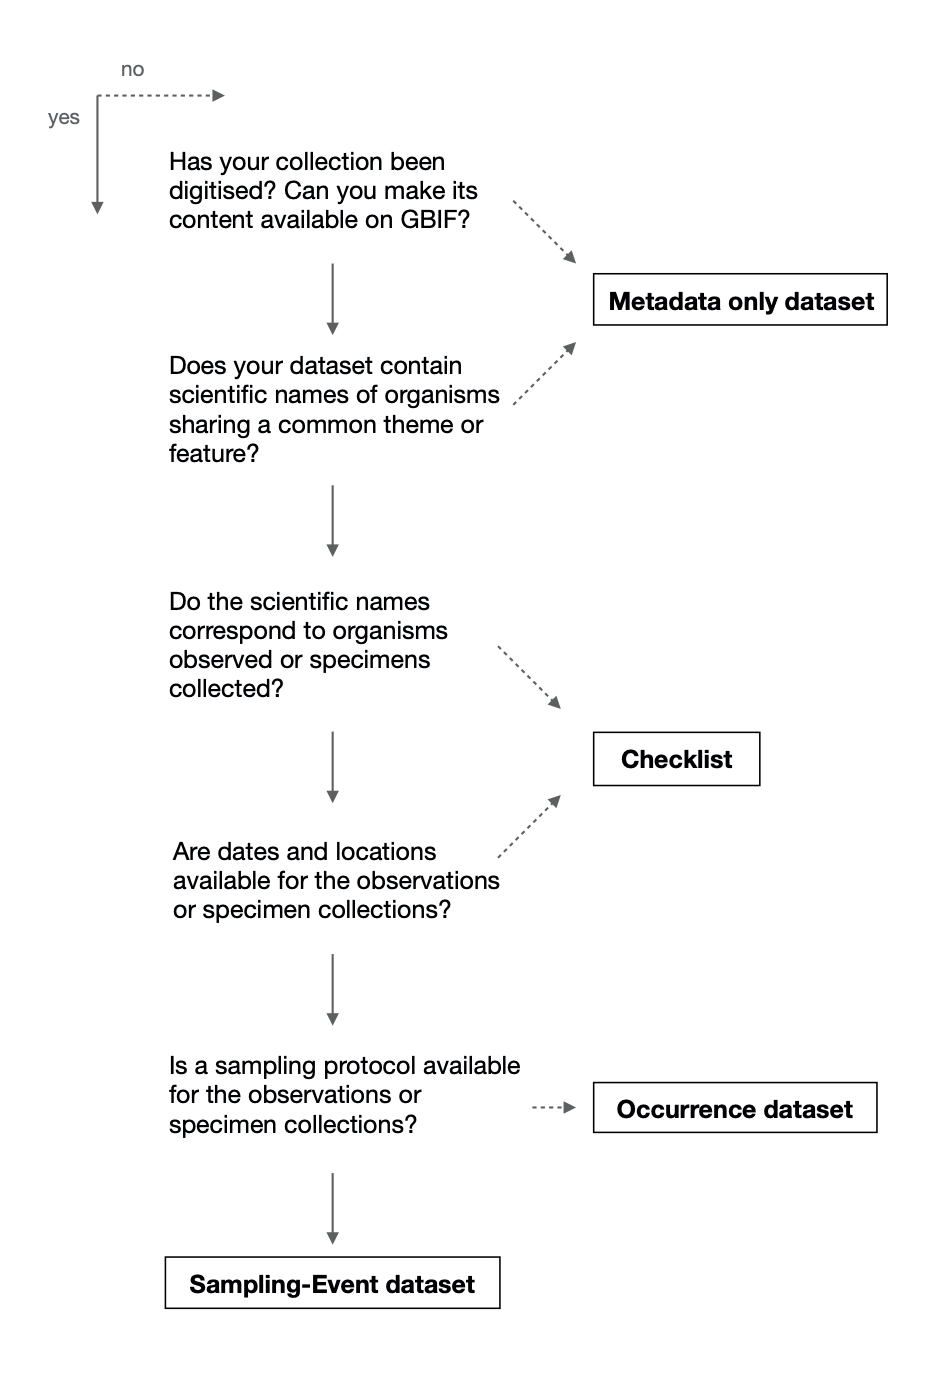 no
yes
Has your collection been
digitised? Can you make its
content available on GBIF?
Metadata only dataset
Does your dataset contain
scientific names of organisms
sharing a common theme or
feature?
Do the scientific names
correspond to organisms
observed or specimens
collected?
Checklist
Are dates and locations
available for the observations
or specimen collections?
Is a sampling protocol available
for the observations or
specimen collections?
Occurrence dataset
Sampling-Event dataset